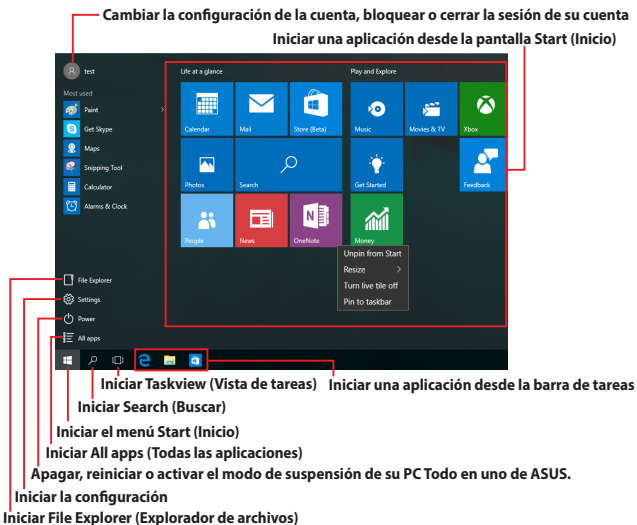 Cambiar la configuración de la cuenta, bloquear o cerrar la sesión de su cuenta
Iniciar una aplicación desde la pantalla Start (Inicio)
test
Most used
Paint
Get Skype
Maps
Snipping Tool
Calculator
Alarms & Clock
File Explorer
Settings
Power
All apps
Life at a glance
Calendar
Mail
Store (Beta)
Photos
Search
People
News
OneNote
Play and Explore
Music
Movies & TV
Xbox
Get Started
Feedback
Money
Unpin from Start
Resize
Turn live tile off
Pin to taskbar
Iniciar Taskview (Vista de tareas)
Iniciar una aplicación desde la barra de tareas
Iniciar Search (Buscar)
Iniciar el menú Start (Inicio)
Iniciar All apps (Todas las aplicaciones)
Apagar, reiniciar o activar el modo de suspensión de su PC Todo en uno de ASUS.
Iniciar la configuración
Iniciar File Explorer (Explorador de archivos)